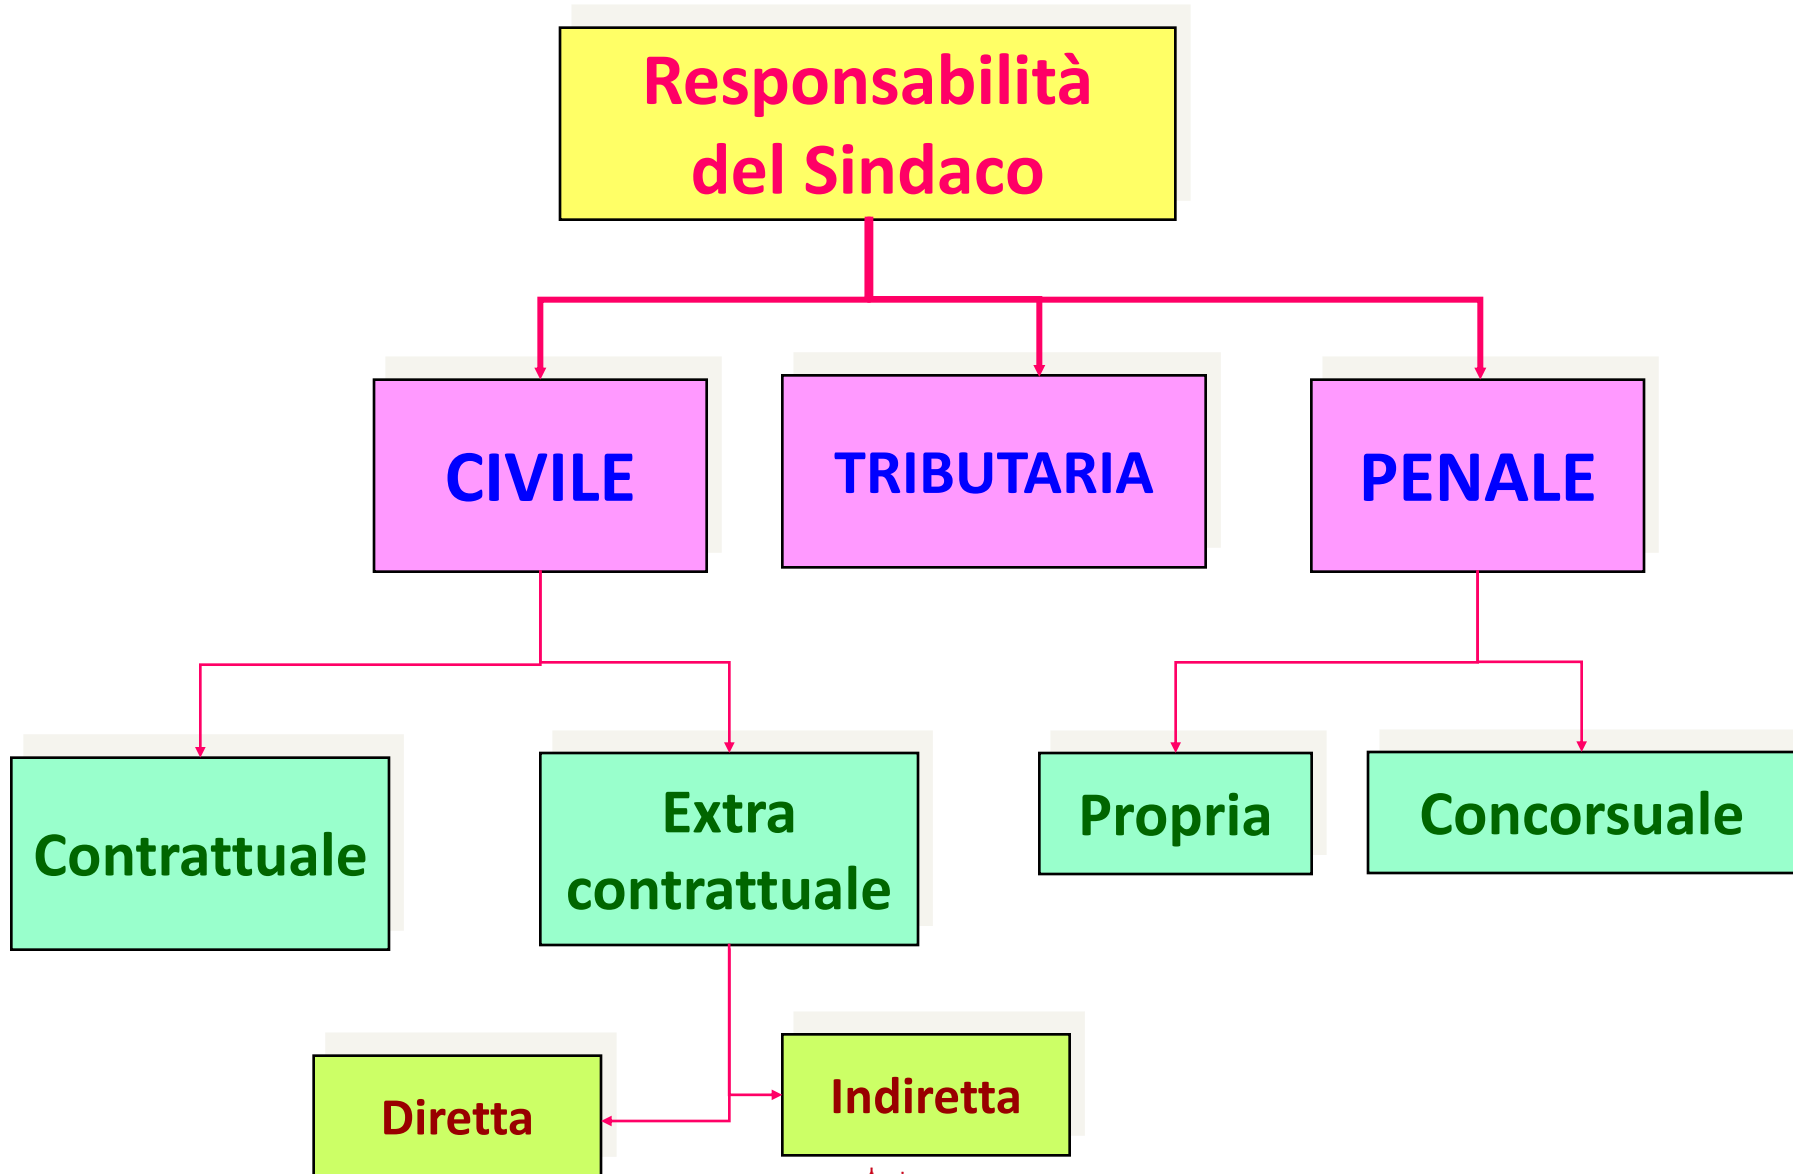 Responsabilità
del Sindaco
CIVILE
TRIBUTARIA
PENALE
Contrattuale
Extra
contrattuale
Propria
Concorsuale
Diretta
Indiretta